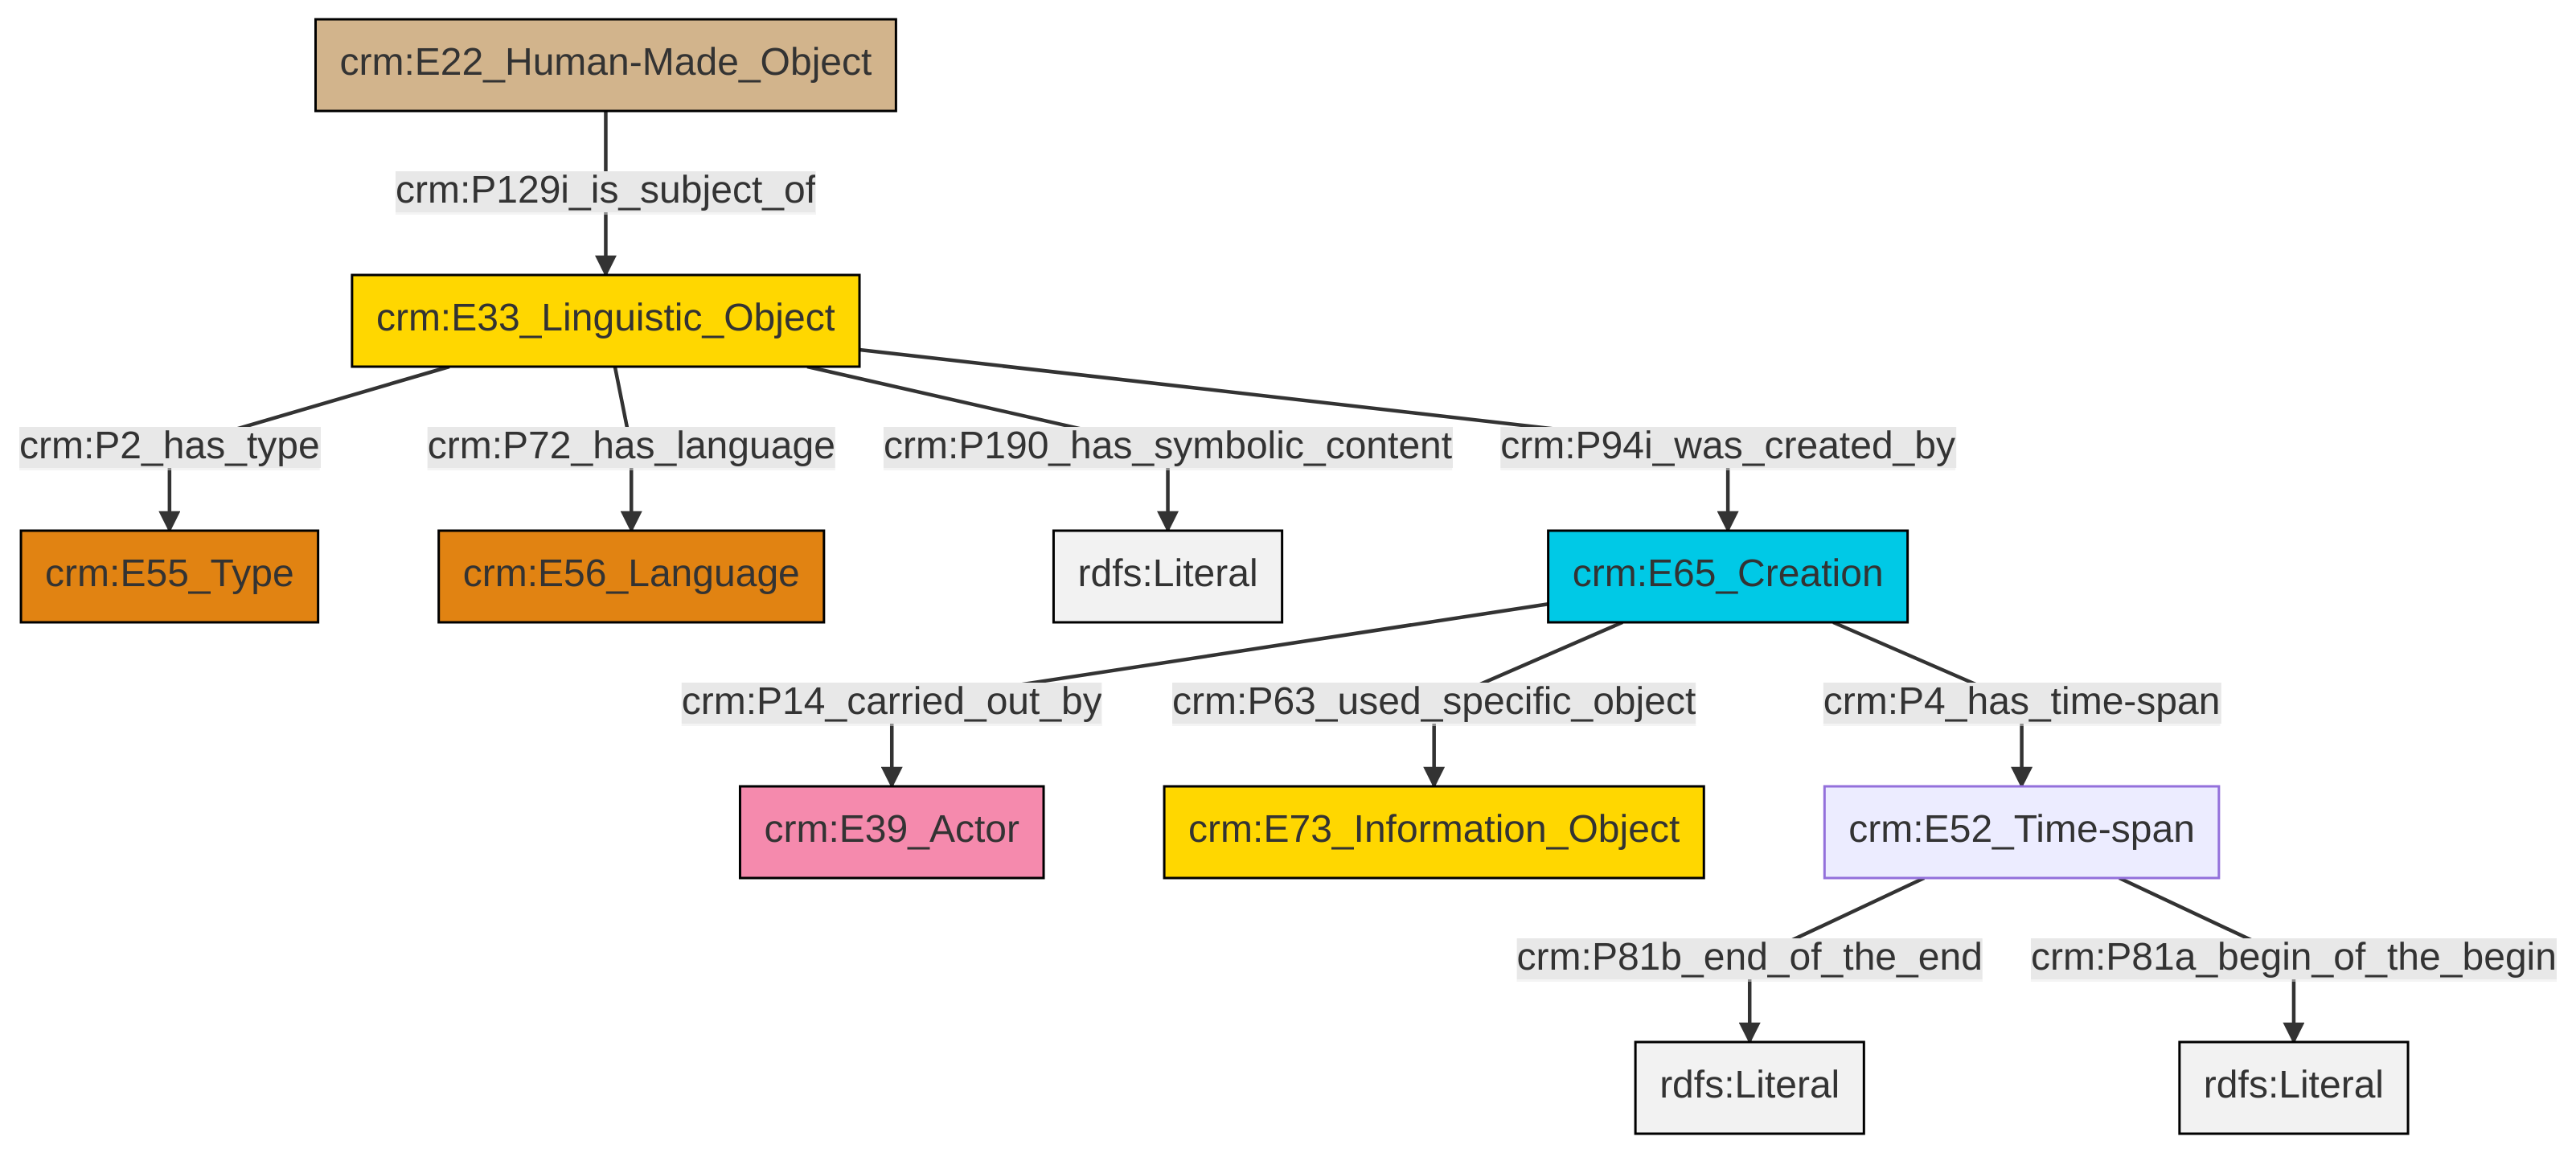 crm:E22_Human-Made_Object
crm:P129i_is_subject_of
crm:E33_Linguistic_Object
crm:P2_has_type
crm:P72_has_language
crm:P190_has_symbolic_content
crm:P94i_was_created_by
crm:E55_Type
crm:E56_Language
rdfs:Literal
crm:E65_Creation
crm:P14_carried_out_by
crm:P63_used_specific_object
crm:P4_has_time-span
crm:E39_Actor
crm:E73_Information_Object
crm:E52_Time-span
crm:P81b_end_of_the_end
crm:P81a_begin_of_the_begin
rdfs:Literal
rdfs:Literal